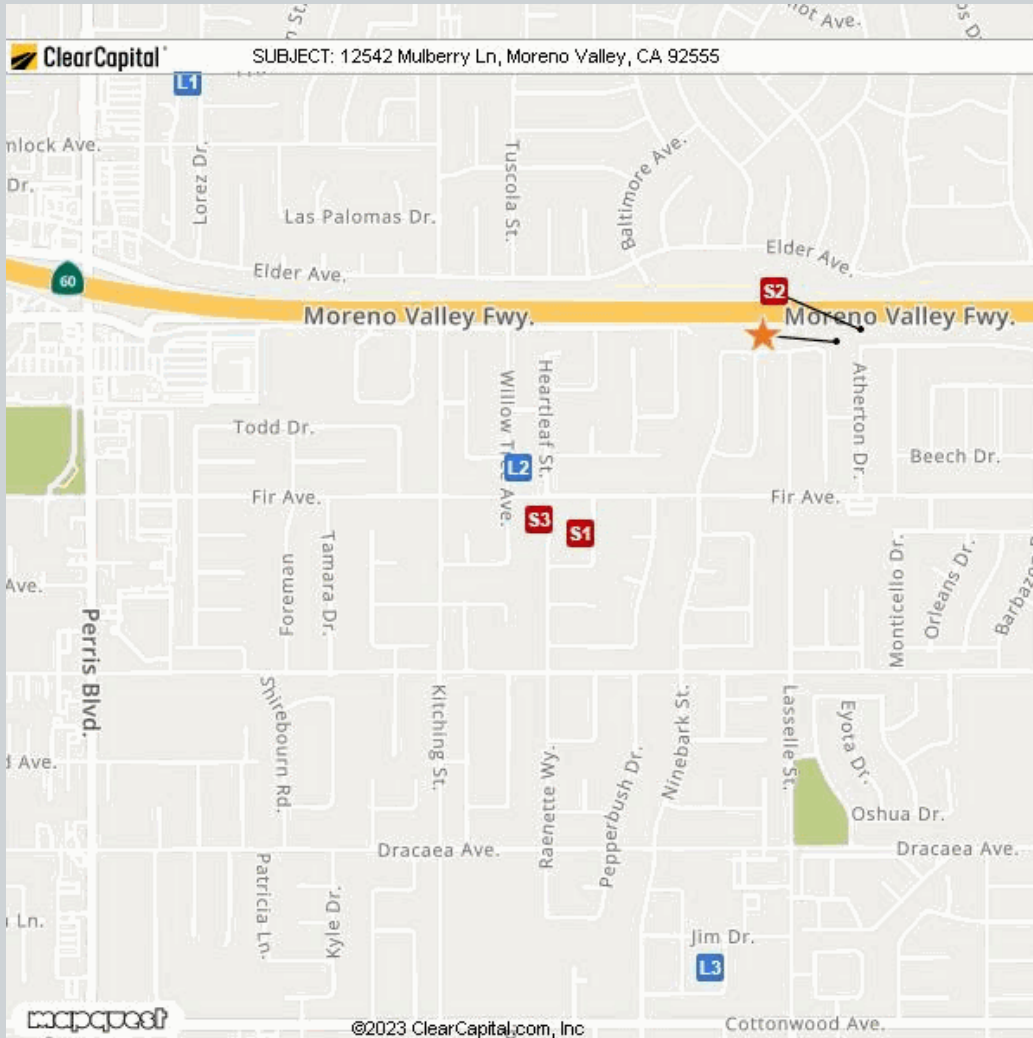 ClearCapital
SUBJECT: 12542 Mulberry Ln, Moreno Valley, CA 92555
L1
Ave.
Lorez Dr.
Tuscola St.
Baltimore Ave.
Dr.
Las Palomas Dr.
Elder Ave.
Elder Ave.
60
S2
Moreno Valley Fwy.
Moreno Valley Fwy.
Willow Tree Ave.
Heartleaf St.
Atherton Dr.
Todd Dr.
Beech Dr.
L2
Fir Ave.
Fir Ave.
S3
S1
Foreman
Tamara Dr.
Monticello Dr.
Orleans Dr.
Ave.
Perris Blvd.
Shirebourn Rd.
Kitching St.
Raenette Wy.
Pepperbush Dr.
Ninebark St.
Lasselle St.
Eyota Dr.
Ave.
Oshua Dr.
Dracaea Ave.
Dracaea Ave.
Patricia Ln.
Kyle Dr.
Ln.
Jim Dr.
L3
mapquest
©2023 ClearCapital.com, Inc
Cottonwood Ave.